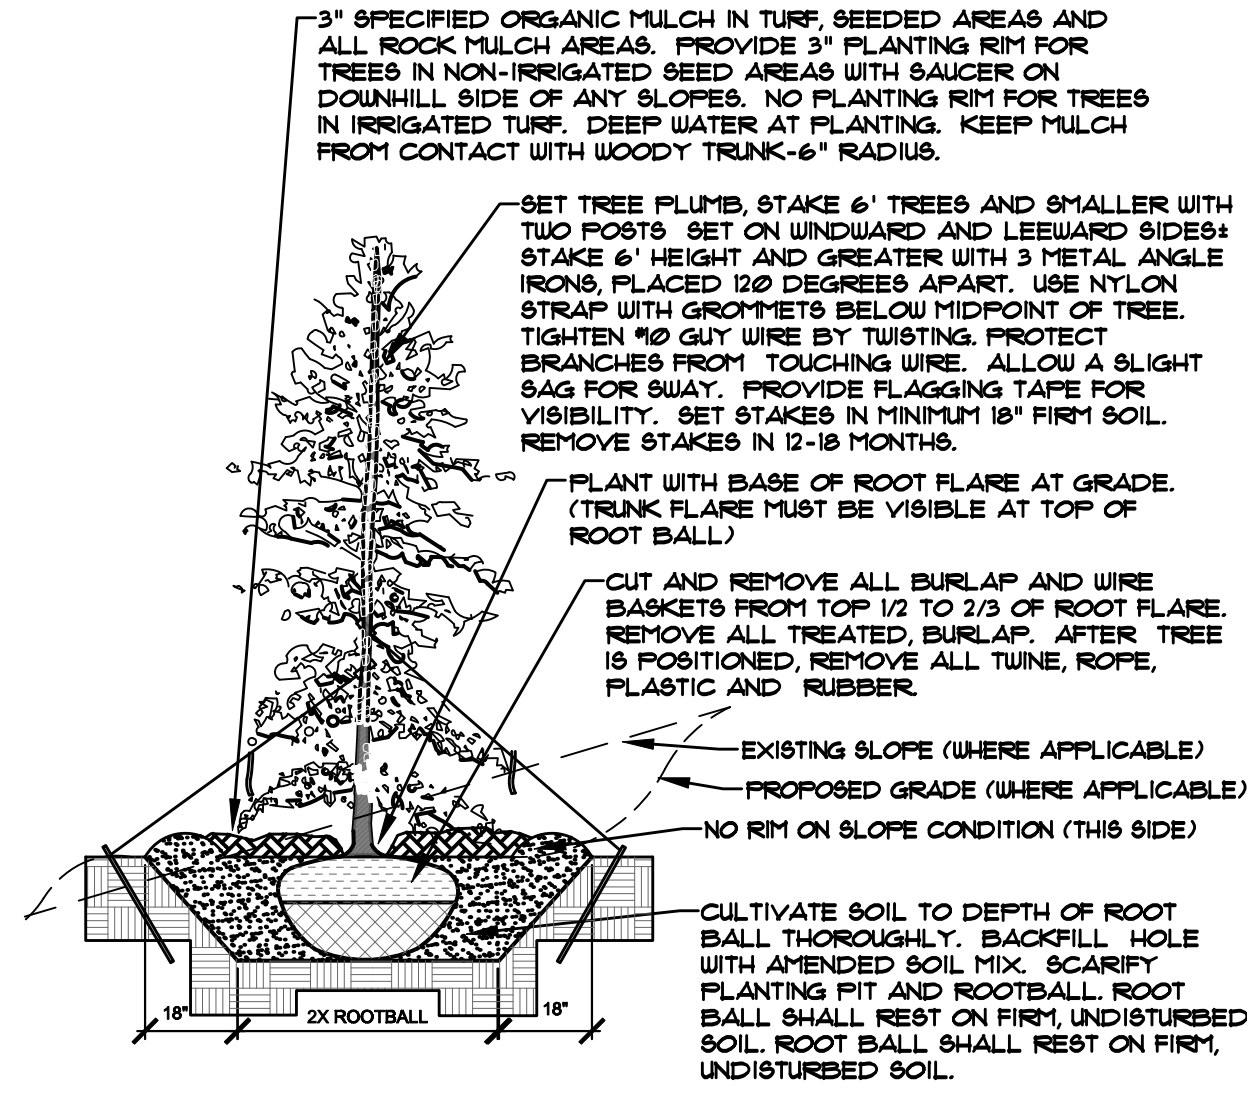 3" SPECIFIED ORGANIC MULCH IN TURF, SEEDED AREAS AND
ALL ROCK MULCH AREAS. PROVIDE 3" PLANTING RIM FOR
TREES IN NON-IRRIGATED SEED AREAS WITH SAUCER ON
DOWNHILL SIDE OF ANY SLOPES. NO PLANTING RIM FOR TREES
IN IRRIGATED TURF. DEEP WATER AT PLANTING. KEEP MULCH
FROM CONTACT WITH WOODY TRUNK-6" RADIUS.
SET TREE PLUMB, STAKE 6' TREES AND SMALLER WITH
TWO POSTS SET ON WINDWARD AND LEEWARD SIDES±
STAKE 6' HEIGHT AND GREATER WITH 3 METAL ANGLE
IRONS, PLACED 120 DEGREES APART. USE NYLON
STRAP WITH GROMMETS BELOW MIDPOINT OF TREE.
TIGHTEN #10 GUY WIRE BY TWISTING. PROTECT
BRANCHES FROM TOUCHING WIRE. ALLOW A SLIGHT
SAG FOR SWAY. PROVIDE FLAGGING TAPE FOR
VISIBILITY. SET STAKES IN MINIMUM 18" FIRM SOIL.
REMOVE STAKES IN 12-18 MONTHS.
PLANT WITH BASE OF ROOT FLARE AT GRADE.
(TRUNK FLARE MUST BE VISIBLE AT TOP OF
ROOT BALL)
CUT AND REMOVE ALL BURLAP AND WIRE
BASKETS FROM TOP 1/2 TO 2/3 OF ROOT FLARE.
REMOVE ALL TREATED, BURLAP. AFTER TREE
IS POSITIONED, REMOVE ALL TWINE, ROPE,
PLASTIC AND RUBBER.
EXISTING SLOPE (WHERE APPLICABLE)
PROPOSED GRADE (WHERE APPLICABLE)
NO RIM ON SLOPE CONDITION (THIS SIDE)
CULTIVATE SOIL TO DEPTH OF ROOT
BALL THOROUGHLY. BACKFILL HOLE
WITH AMENDED SOIL MIX. SCARIFY
PLANTING PIT AND ROOTBALL. ROOT
BALL SHALL REST ON FIRM, UNDISTURBED
SOIL. ROOT BALL SHALL REST ON FIRM,
UNDISTURBED SOIL.
18" 2X ROOTBALL 18"